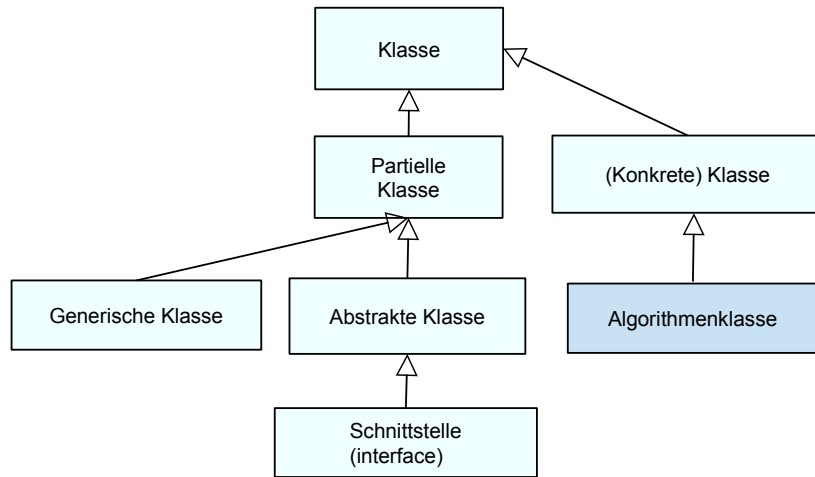 Klasse
Partielle
Klasse
(Konkrete) Klasse
Generische Klasse
Abstrakte Klasse
Algorithmenklasse
Schnittstelle
(interface)